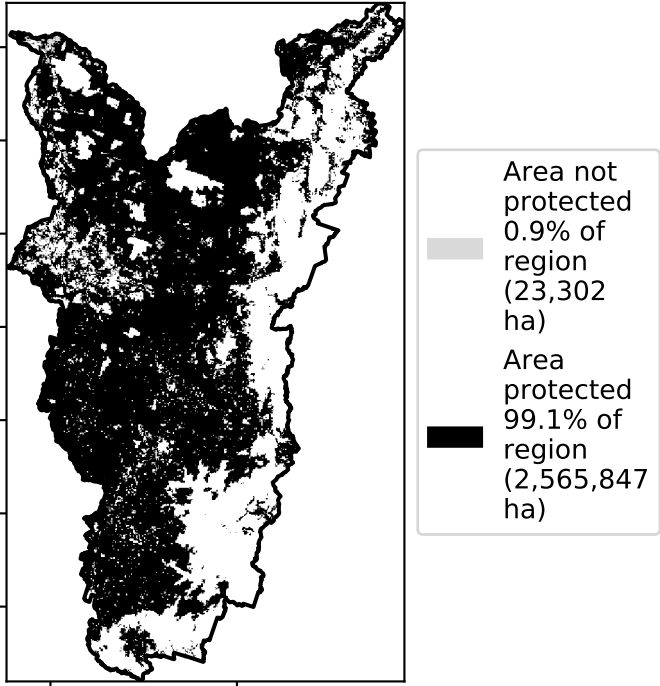 Area not
protected
0.9% of
region
(23,302
ha)
Area
protected
99.1% of
region
(2,565,847
ha)